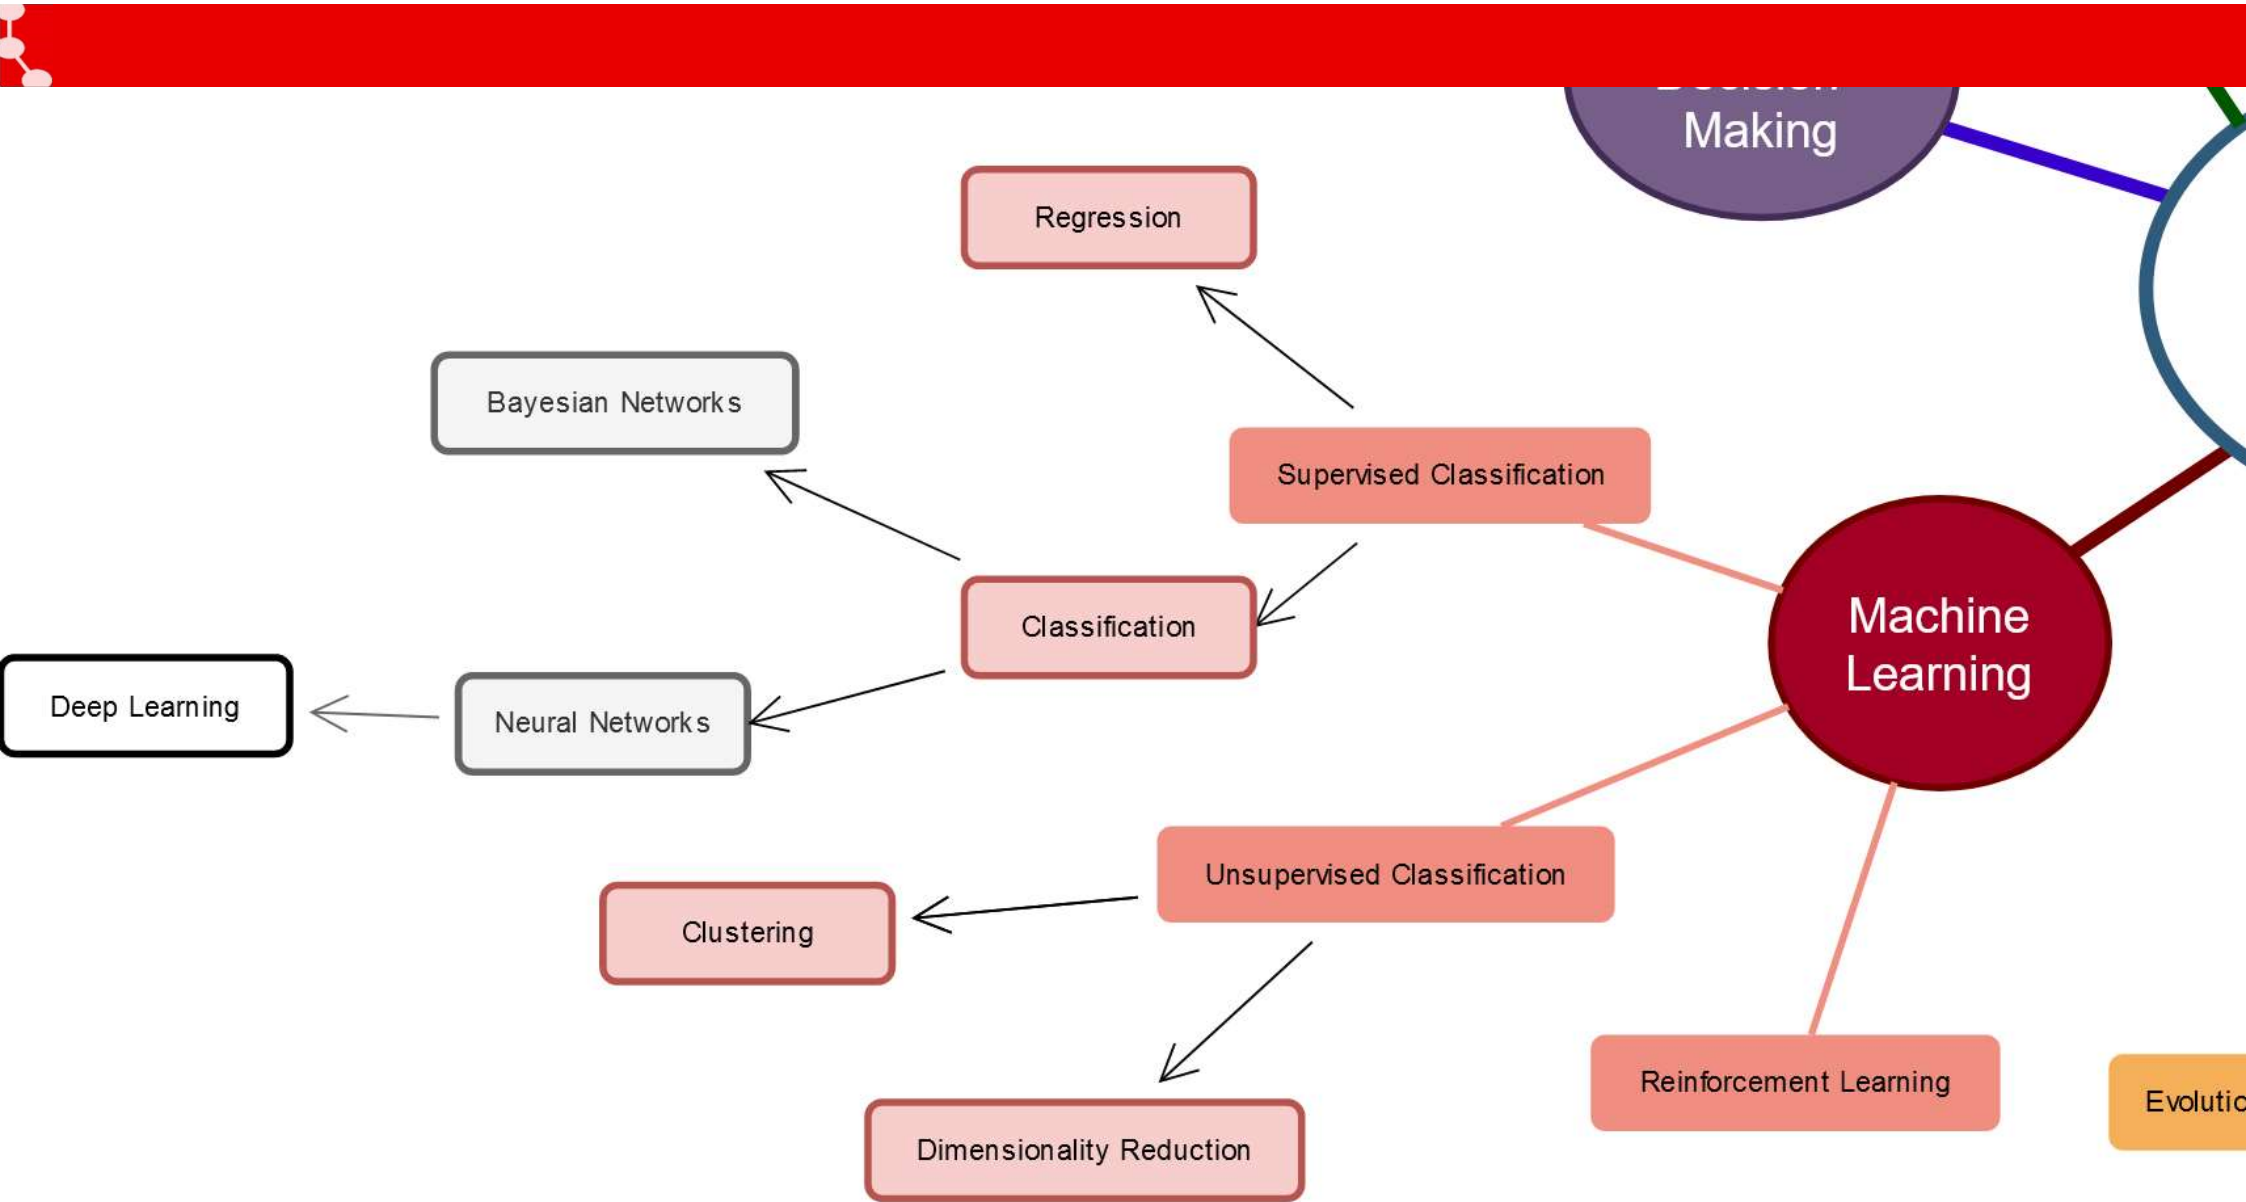 Making
Regression
Bayesian Networks
Supervised Classification
Classification
Machine
Learning
Deep Learning
Neural Networks
Unsupervised Classification
Clustering
Reinforcement Learning
Dimensionality Reduction